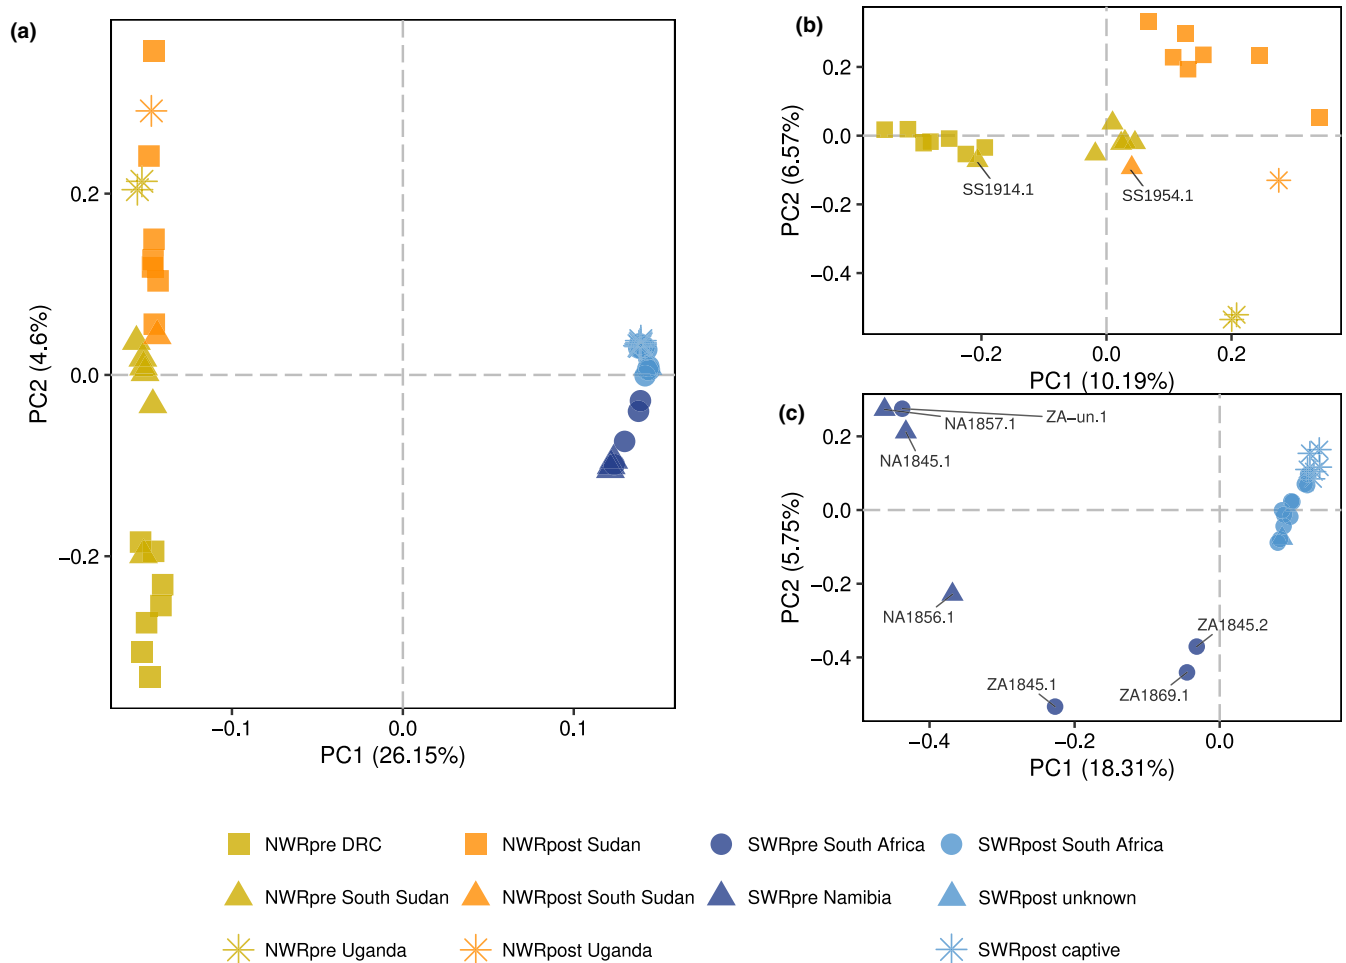 (a)
0.2
0.0
−0.2
PC2 (4.6%)
−0.1
0.0
0.1
PC1 (26.15%)
(b)
0.2
0.0
−0.2
−0.4
PC2 (6.57%)
SS1914.1
SS1954.1
−0.2
0.0
0.2
PC1 (10.19%)
(c)
0.2
0.0
−0.2
−0.4
PC2 (5.75%)
NA1857.1
ZA−un.1
NA1845.1
NA1856.1
ZA1845.2
ZA1845.1
ZA1869.1
−0.4
−0.2
0.0
PC1 (18.31%)
NWRpre DRC
NWRpost Sudan
SWRpre South Africa
SWRpost South Africa
NWRpre South Sudan
NWRpost South Sudan
SWRpre Namibia
SWRpost unknown
NWRpre Uganda
NWRpost Uganda
SWRpost captive